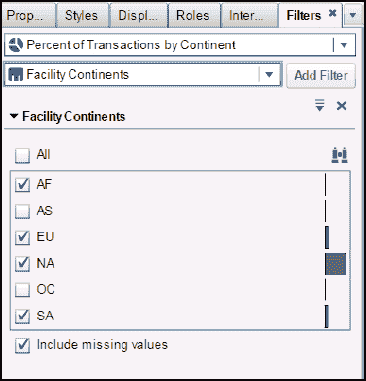 Prop... Styles Displ... Roles Inter... Filters
Percent of Transactions by Continent
Facility Continents Add Filter
Facility Continents
All
AF
AS
EU
NA
OC
SA
Include missing values